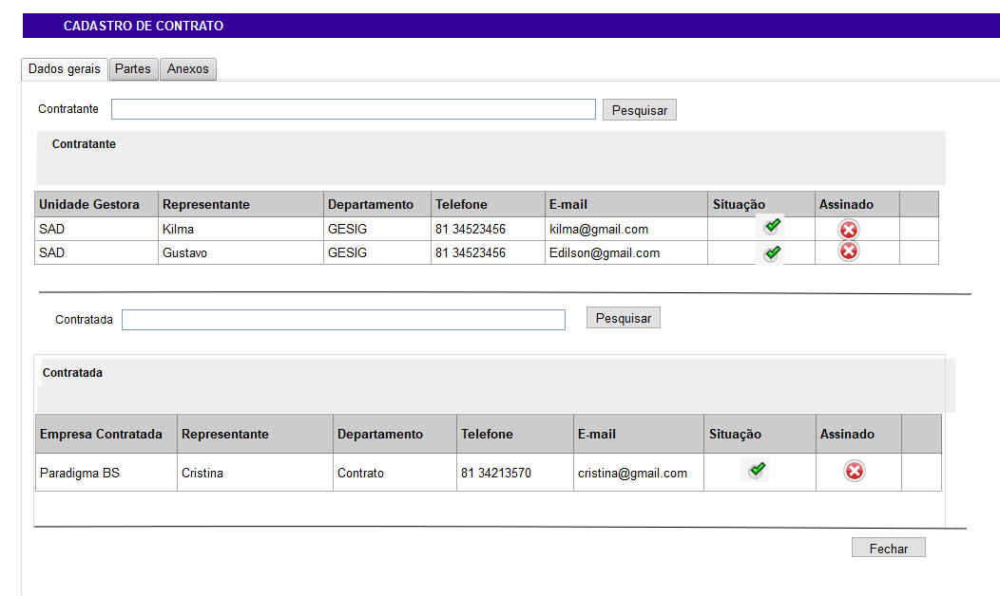 CADASTRO DE CONTRATO
Dados gerais Partes Anexos
Contratante Pesquisar
Contratante
Unidade Gestora Representante Departamento Telefone E-mail Situação Assinado
SAD Kilma GESIG 81 34523456 kilma@gmail.com
SAD Gustavo GESIG 81 34523456 Edilson@gmail.com
Contratada Pesquisar
Contratada
Empresa Contratada Representante Departamento Telefone E-mail Situação Assinado
Paradigma BS Cristina Contrato 81 34213570 cristina@gmail.com
Fechar